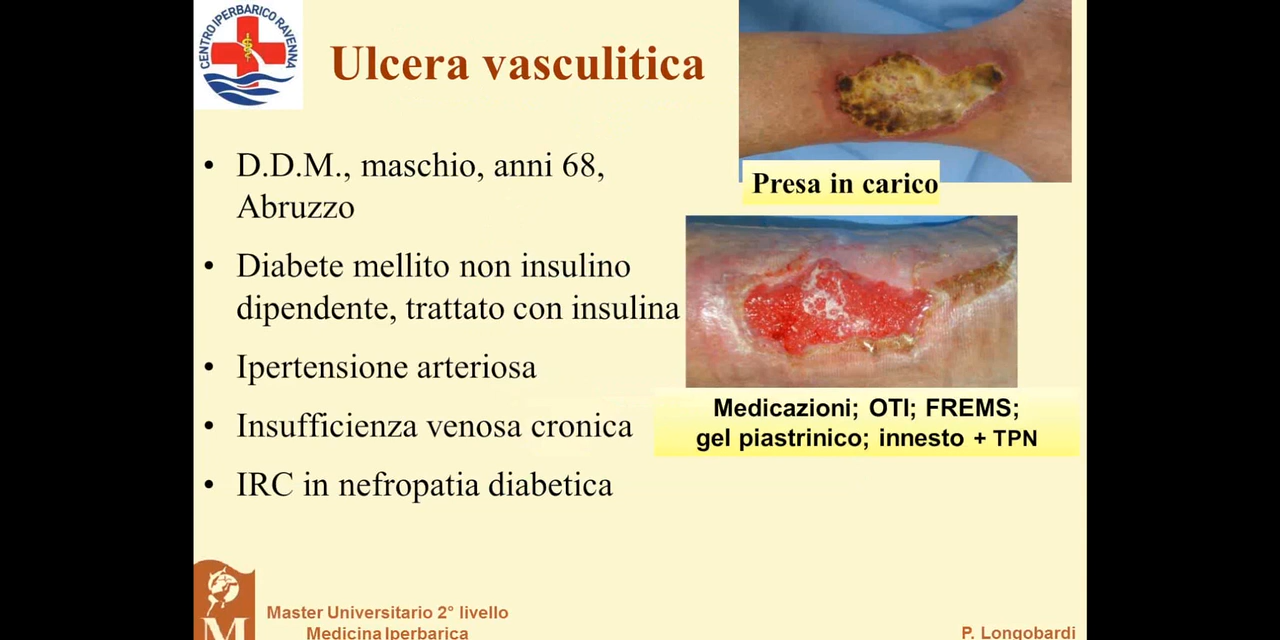 CENTRO IPERBARICO RAVENNA
Ulcera vasculitica
• D.D.M., maschio, anni 68,
Abruzzo
• Diabete mellito non insulino
dipendente, trattato con insulina
• Ipertensione arteriosa
• Insufficienza venosa cronica
• IRC in nefropatia diabetica
Presa in carico
Medicazioni; OTI; FREMS;
gel piastrinico; innesto + TPN
M
Master Universitario 2° livello
Medicina Iperbarica
P. Longobardi